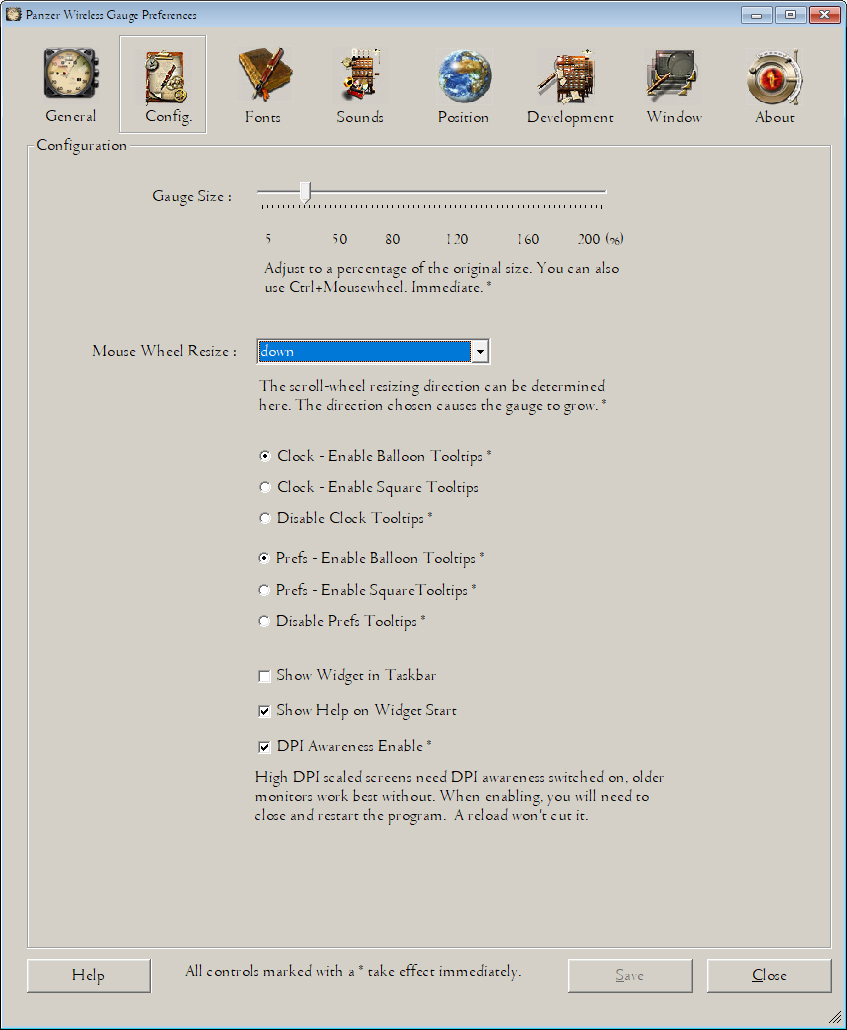 Panzer Wireless Gauge Preferences
General Config. Fonts Sounds Position Development Window About
Configuration
Gauge Size :
5 50 80 120 160 200 (%)
Adjust to a percentage of the original size. You can also
use Ctrl+Mousewheel. Immediate. *
Mouse Wheel Resize : down
The scroll-wheel resizing direction can be determined
here. The direction chosen causes the gauge to grow. *
Clock - Enable Balloon Tooltips *
Clock - Enable Square Tooltips
Disable Clock Tooltips *
Prefs - Enable Balloon Tooltips *
Prefs - Enable SquareTooltips *
Disable Prefs Tooltips *
Show Widget in Taskbar
Show Help on Widget Start
DPI Awareness Enable *
High DPI scaled screens need DPI awareness switched on, older
monitors work best without. When enabling, you will need to
close and restart the program. A reload won't cut it.
Help All controls marked with a * take effect immediately. Save Close